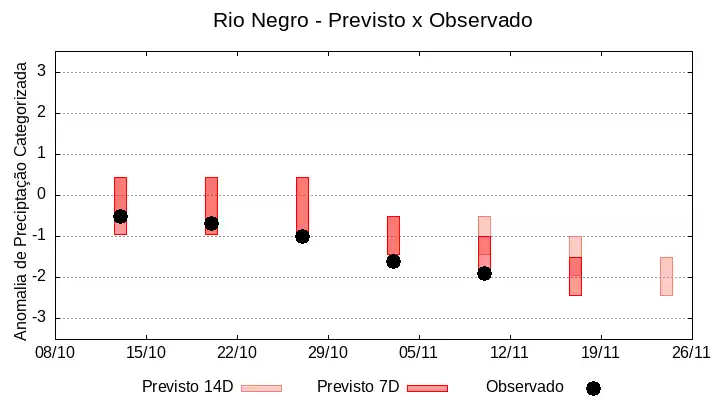 Rio Negro - Previsto x Observado
Anomalia de Preciptação Categorizada
3
2
1
0
-1
-2
-3
08/10 15/10 22/10 29/10 05/11 12/11 19/11 26/11
Previsto 14D Previsto 7D Observado